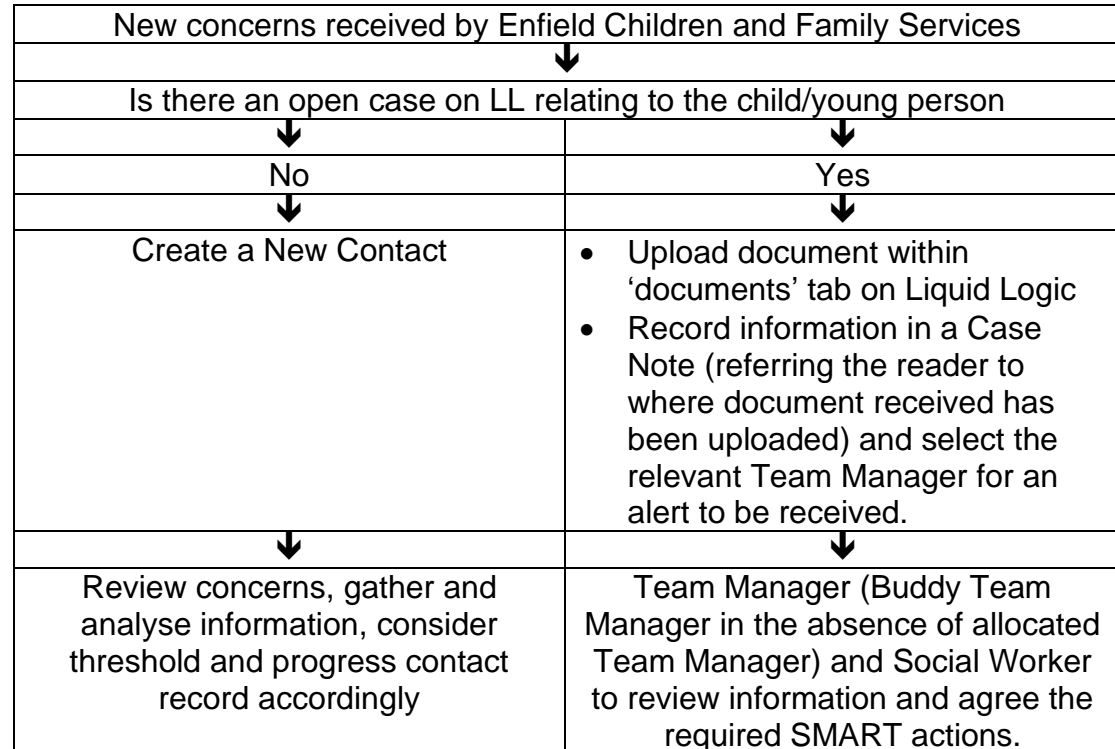 New concerns received by Enfield Children and Family Services
Is there an open case on LL relating to the child/young person
No
Yes
Create a New Contact
• Upload document within
‘documents’ tab on Liquid Logic
• Record information in a Case
Note (referring the reader to
where document received has
been uploaded) and select the
relevant Team Manager for an
alert to be received.
Review concerns, gather and
analyse information, consider
threshold and progress contact
record accordingly
Team Manager (Buddy Team
Manager in the absence of allocated
Team Manager) and Social Worker
to review information and agree the
required SMART actions.